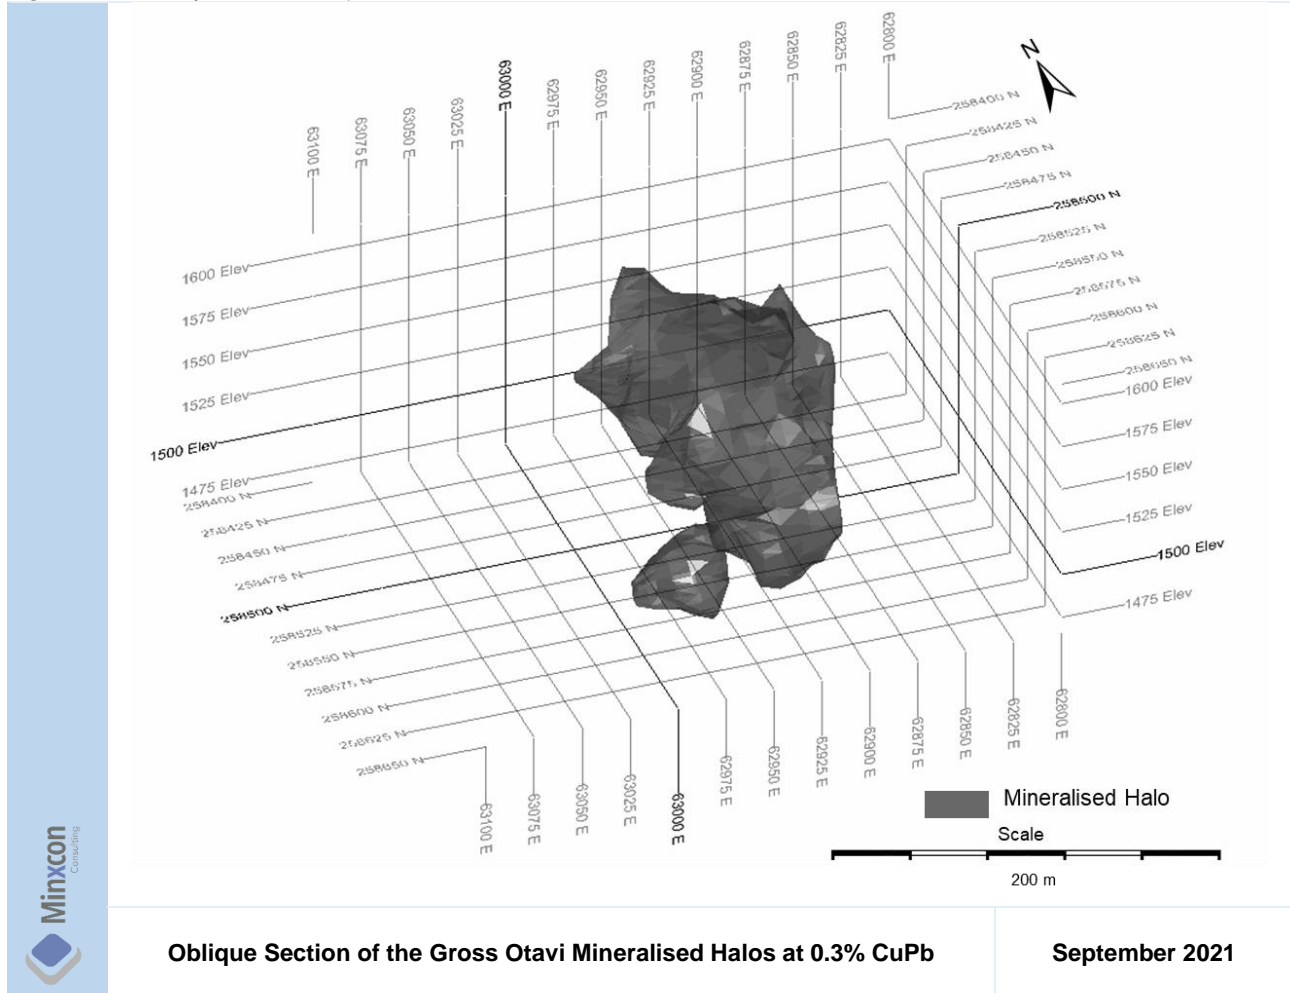 62800 E
62825 E
62850 E
62875 E
62900 E
62925 E
62950 E
62975 E
63000 E
63025 E
63050 E
63075 E
63100 E
N
258400 N
258425 N
258450 N
258475 N
258500 N
258525 N
258550 N
258575 N
258600 N
258625 N
258650 N
1600 Elev
1575 Elev
1550 Elev
1525 Elev
1500 Elev
1475 Elev
1600 Elev
1575 Elev
1550 Elev
1525 Elev
1500 Elev
1475 Elev
258400 N
258425 N
258450 N
258475 N
258500 N
258525 N
258550 N
258575 N
258600 N
258625 N
258650 N
63100 E
63075 E
63050 E
63025 E
63000 E
62975 E
62950 E
62925 E
62900 E
62875 E
62850 E
62825 E
62800 E
Mineralised Halo
Scale
200 m
Minxcon
Consulting
Oblique Section of the Gross Otavi Mineralised Halos at 0.3% CuPb
September 2021